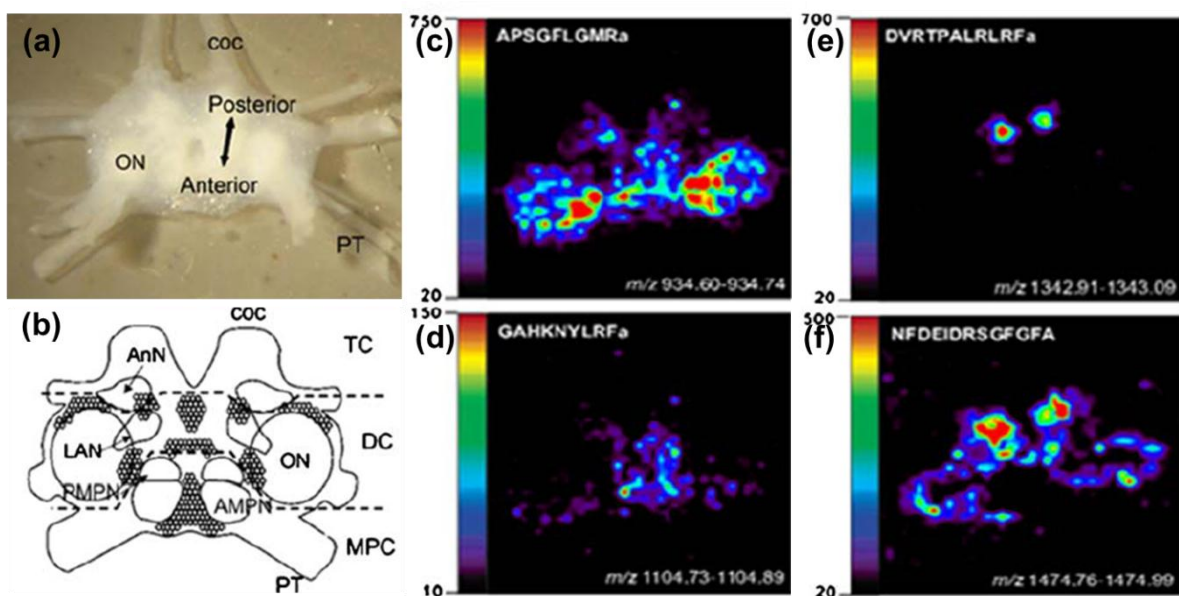 (a)
coc
Posterior
ON
Anterior
PT
(b)
coc
TC
AnN
DC
LAN
ON
PMPN
AMPN
MPC
PT
(c)
750
APSGFLGMRa
m/z 934.60-934.74
20
(d)
150
GAHKNYLRFa
m/z 1104.73-1104.89
10
(e)
700
DVRTPALRLRFa
m/z 1342.91-1343.09
20
(f)
500
NFDEIDRSGFGFA
m/z 1474.76-1474.99
20